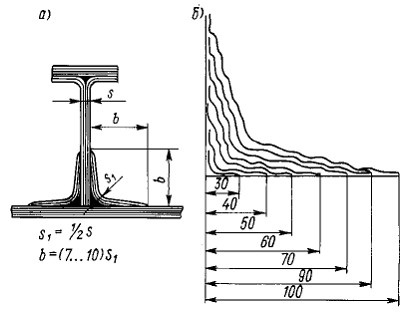 а)
s
b
s₁
b
s₁ = ½ s
b = (7...10) s₁
б)
30
40
50
60
70
90
100